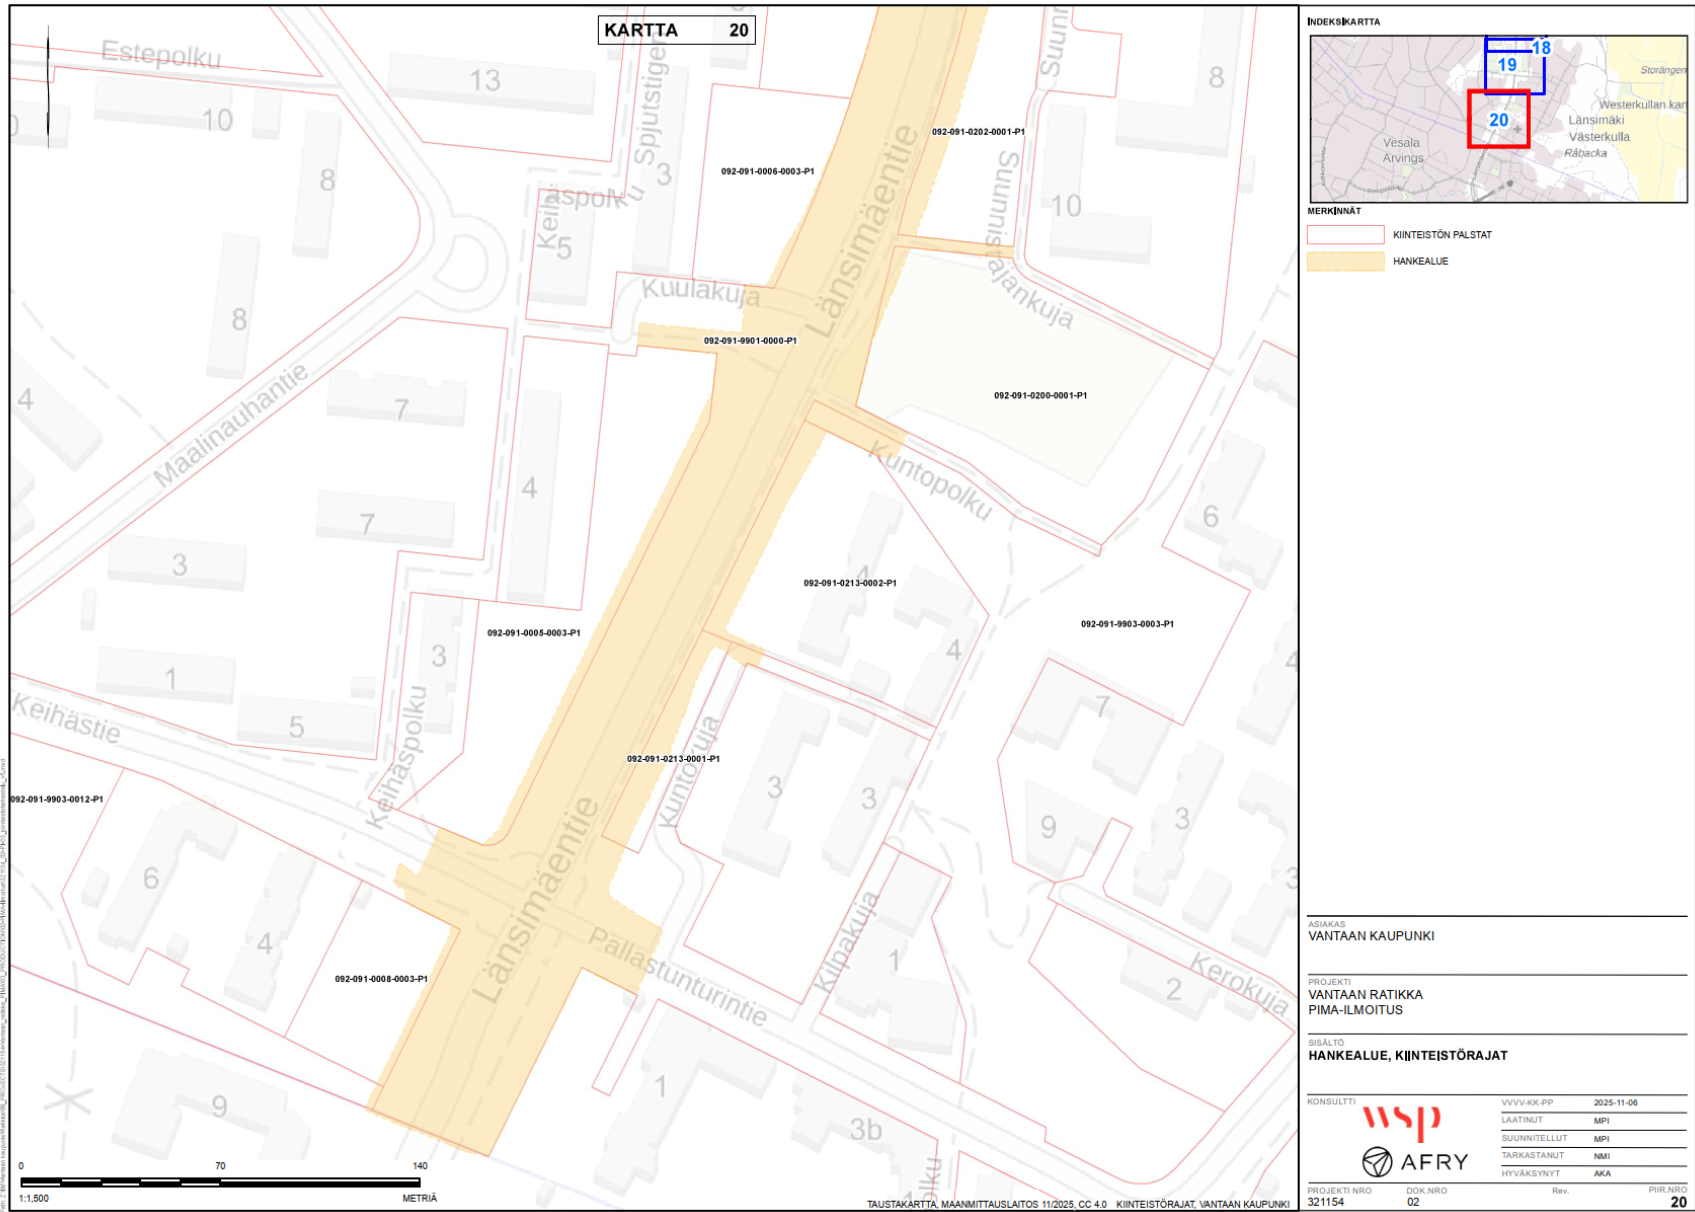 KARTTA 20
Estepolku
13
10
8
8
Spjutstigen
3
Keihäspolku
5
Kuulakuja
8
10
Suunnistajankuja
Länsimäentie
092-091-0202-0001-P1
092-091-0006-0003-P1
092-091-9901-0000-P1
092-091-0200-0001-P1
Maalinauhantie
4
7
7
4
3
Kuntopolku
6
092-091-0213-0002-P1
4
4
092-091-9903-0003-P1
4
092-091-0005-0003-P1
3
1
5
Keihästie
Keihäspolku
7
092-091-0213-0001-P1
Kuntokuja
3
3
9
3
3
092-091-9903-0012-P1
6
4
Länsimäentie
Pallastunturintie
Kilpakuja
1
2
Kerokuja
092-091-0008-0003-P1
9
1
3b
0 70 140
1:1,500 METRIÄ
TAUSTAKARTTA, MAANMITTAUSLAITOS 11/2025, CC 4.0 KIINTEISTÖRAJAT, VANTAAN KAUPUNKI
INDEKSIKARTTA
18
19
20
Storängen
Westerkullan kart
Länsimäki
Västerkulla
Råbacka
Vesala
Ärvings
MERKINNÄT
KIINTEISTÖN PALSTAT
HANKEALUE
ASIAKAS
VANTAAN KAUPUNKI
PROJEKTI
VANTAAN RATIKKA
PIMA-ILMOITUS
SISÄLTÖ
HANKEALUE, KIINTEISTÖRAJAT
KONSULTTI
wsp
AFRY
VVVV-KK-PP 2025-11-06
LAATINUT MPI
SUUNNITELLUT MPI
TARKASTANUT NMI
HYVÄKSYNYT AKA
PROJEKTI NRO DOK.NRO Rev. PIIR.NRO
321154 02 20